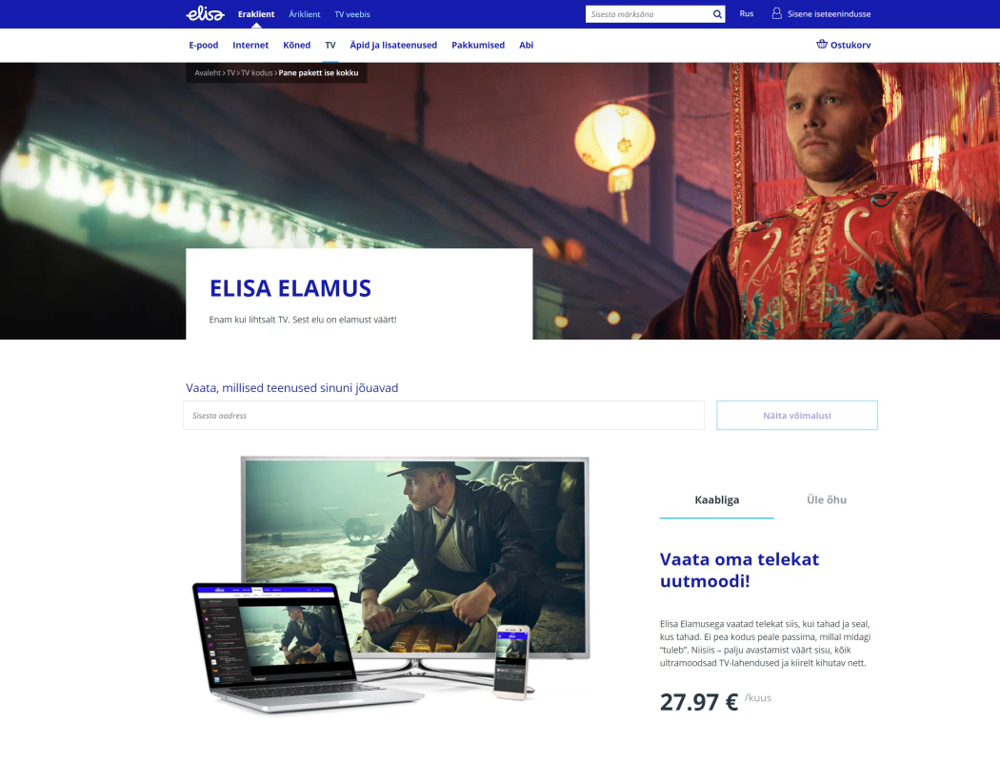 elisa
Eraklient
Äriklient
TV veebis
Sisesta märksõna
Rus
Sisene iseteenindusse
E-pood
Internet
Kõned
TV
Äpid ja lisateenused
Pakkumised
Abi
Ostukorv
Avaleht › TV › TV kodus › Pane pakett ise kokku
ELISA ELAMUS
Enam kui lihtsalt TV. Sest elu on elamust väärt!
Vaata, millised teenused sinuni jõuavad
Sisesta aadress
Näita võimalusi
Kaabliga
Üle õhu
Vaata oma telekat
uutmoodi!
Elisa Elamusega vaatad telekat siis, kui tahad ja seal,
kus tahad. Ei pea kodus peale passima, millal midagi
“tuleb”. Niisiis – palju avastamist väärt sisu, kõik
ultramoodsad TV-lahendused ja kiirelt kihutav nett.
27.97 € /kuus